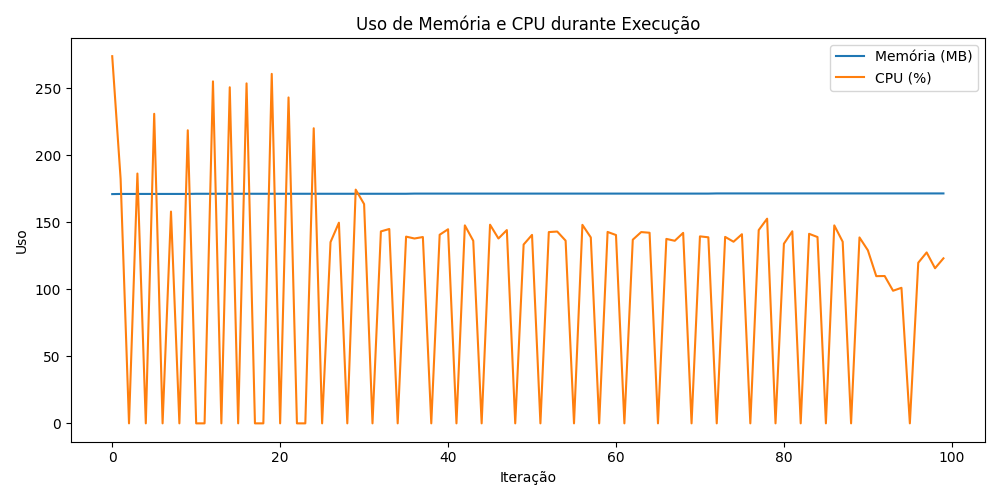 Uso de Memória e CPU durante Execução
Memória (MB)
CPU (%)
Uso
250
200
150
100
50
0
0 20 40 60 80 100
Iteração